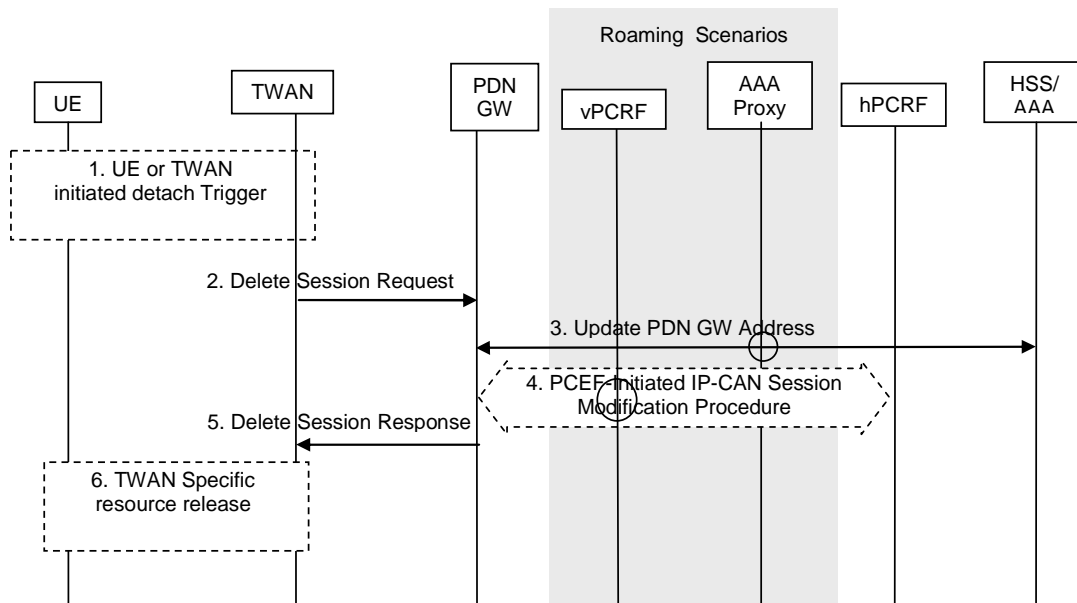 Roaming Scenarios
UE
TWAN
PDN
GW
vPCRF
AAA
Proxy
hPCRF
HSS/
AAA
1. UE or TWAN
initiated detach Trigger
2. Delete Session Request
3. Update PDN GW Address
4. PCEF-Initiated IP-CAN Session
Modification Procedure
5. Delete Session Response
6. TWAN Specific
resource release